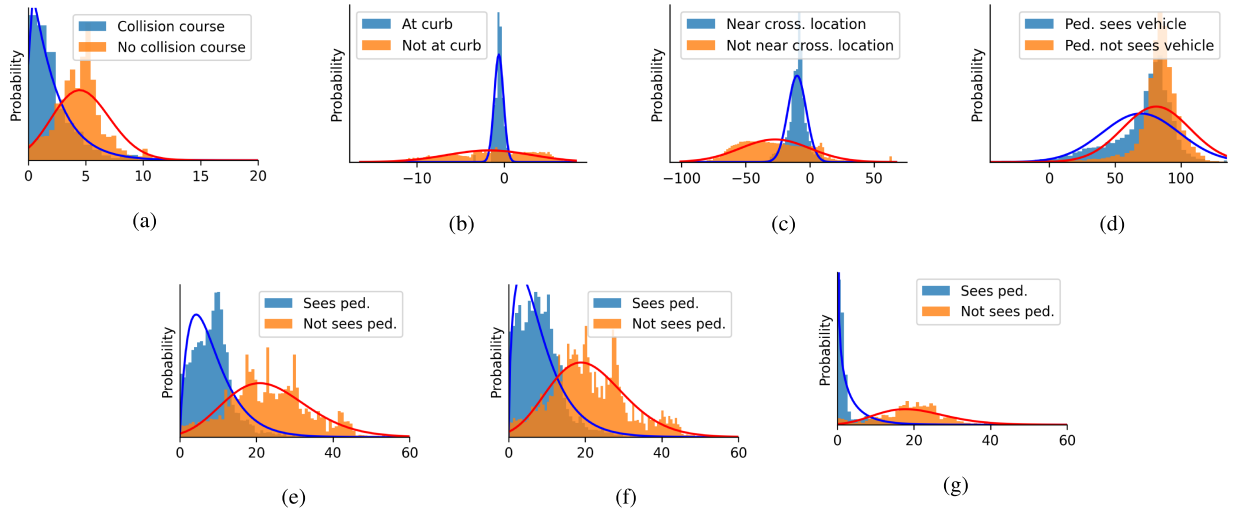 Probability
Collision course
No collision course
0 5 10 15 20
(a)
Probability
At curb
Not at curb
−10 0
(b)
Probability
Near cross. location
Not near cross. location
−100 −50 0 50
(c)
Probability
Ped. sees vehicle
Ped. not sees vehicle
0 50 100
(d)
Probability
Sees ped.
Not sees ped.
0 20 40 60
(e)
Probability
Sees ped.
Not sees ped.
0 20 40 60
(f)
Probability
Sees ped.
Not sees ped.
0 20 40 60
(g)